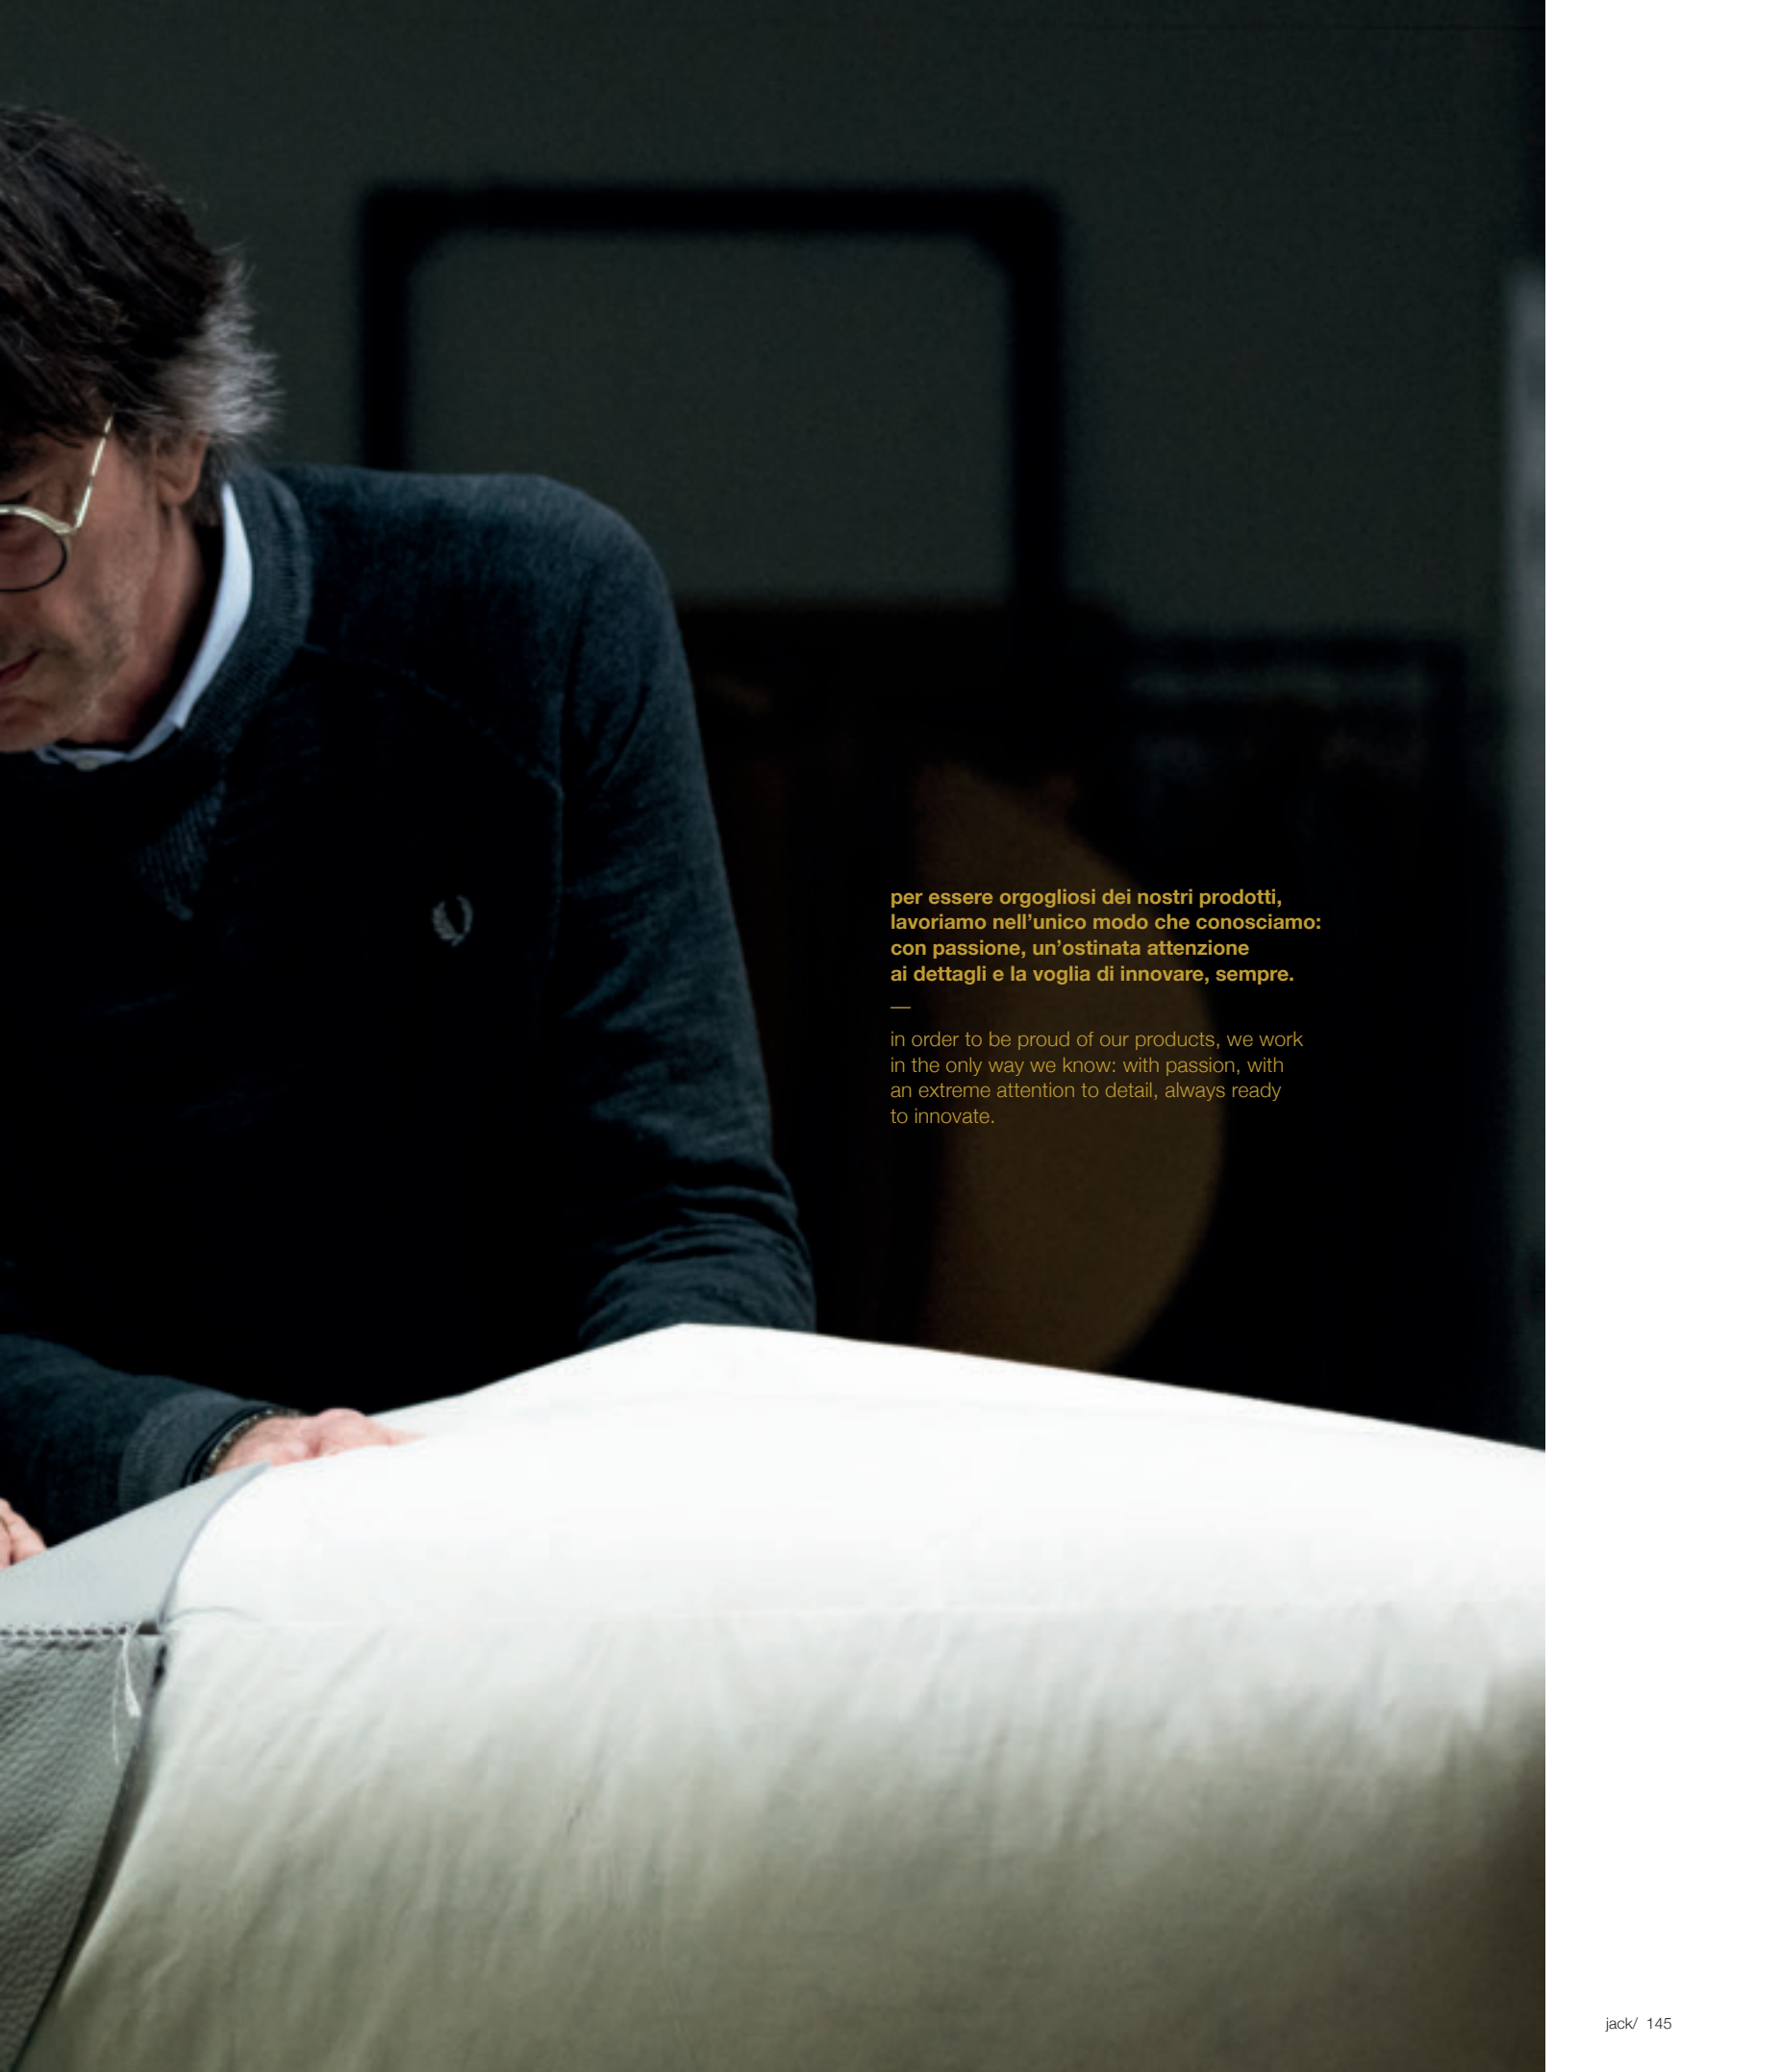 per essere orgogliosi dei nostri prodotti,
lavoriamo nell’unico modo che conosciamo:
con passione, un’ostinata attenzione
ai dettagli e la voglia di innovare, sempre.
—
in order to be proud of our products, we work
in the only way we know: with passion, with
an extreme attention to detail, always ready
to innovate.
jack/ 145